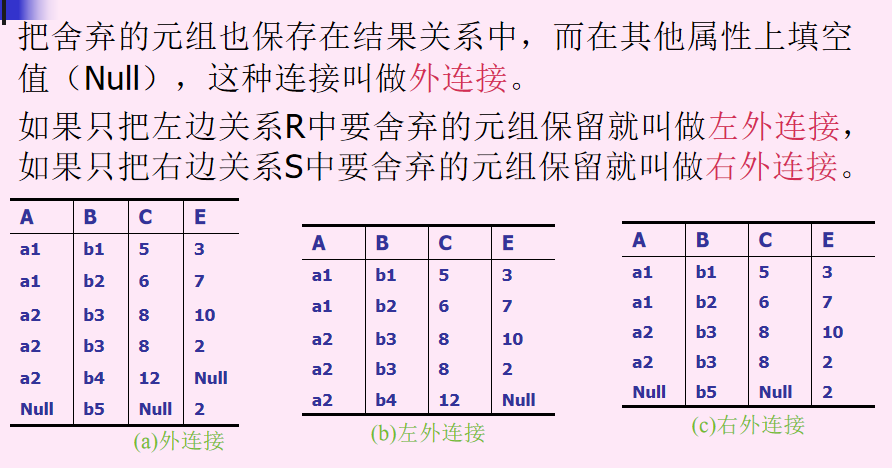 把舍弃的元组也保存在结果关系中，而在其他属性上填空
值（Null），这种连接叫做外连接。
如果只把左边关系R中要舍弃的元组保留就叫做左外连接，
如果只把右边关系S中要舍弃的元组保留就叫做右外连接。
A B C E
a1 b1 5 3
a1 b2 6 7
a2 b3 8 10
a2 b3 8 2
a2 b4 12 Null
Null b5 Null 2
(a)外连接
A B C E
a1 b1 5 3
a1 b2 6 7
a2 b3 8 10
a2 b3 8 2
a2 b4 12 Null
(b)左外连接
A B C E
a1 b1 5 3
a1 b2 6 7
a2 b3 8 10
a2 b3 8 2
Null b5 Null 2
(c)右外连接